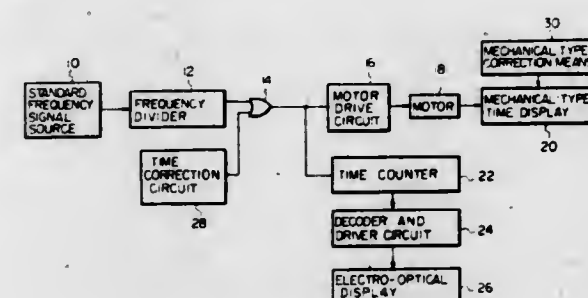 30
MECHANICAL TYPE
CORRECTION MEANS
10
12
14
16
18
STANDARD
FREQUENCY
SIGNAL
SOURCE
FREQUENCY
DIVIDER
MOTOR
DRIVE
CIRCUIT
MOTOR
MECHANICAL-TYPE
TIME DISPLAY
20
TIME
CORRECTION
CIRCUIT
28
TIME COUNTER
22
DECODER AND
DRIVER CIRCUIT
24
ELECTRO-OPTICAL
DISPLAY
26